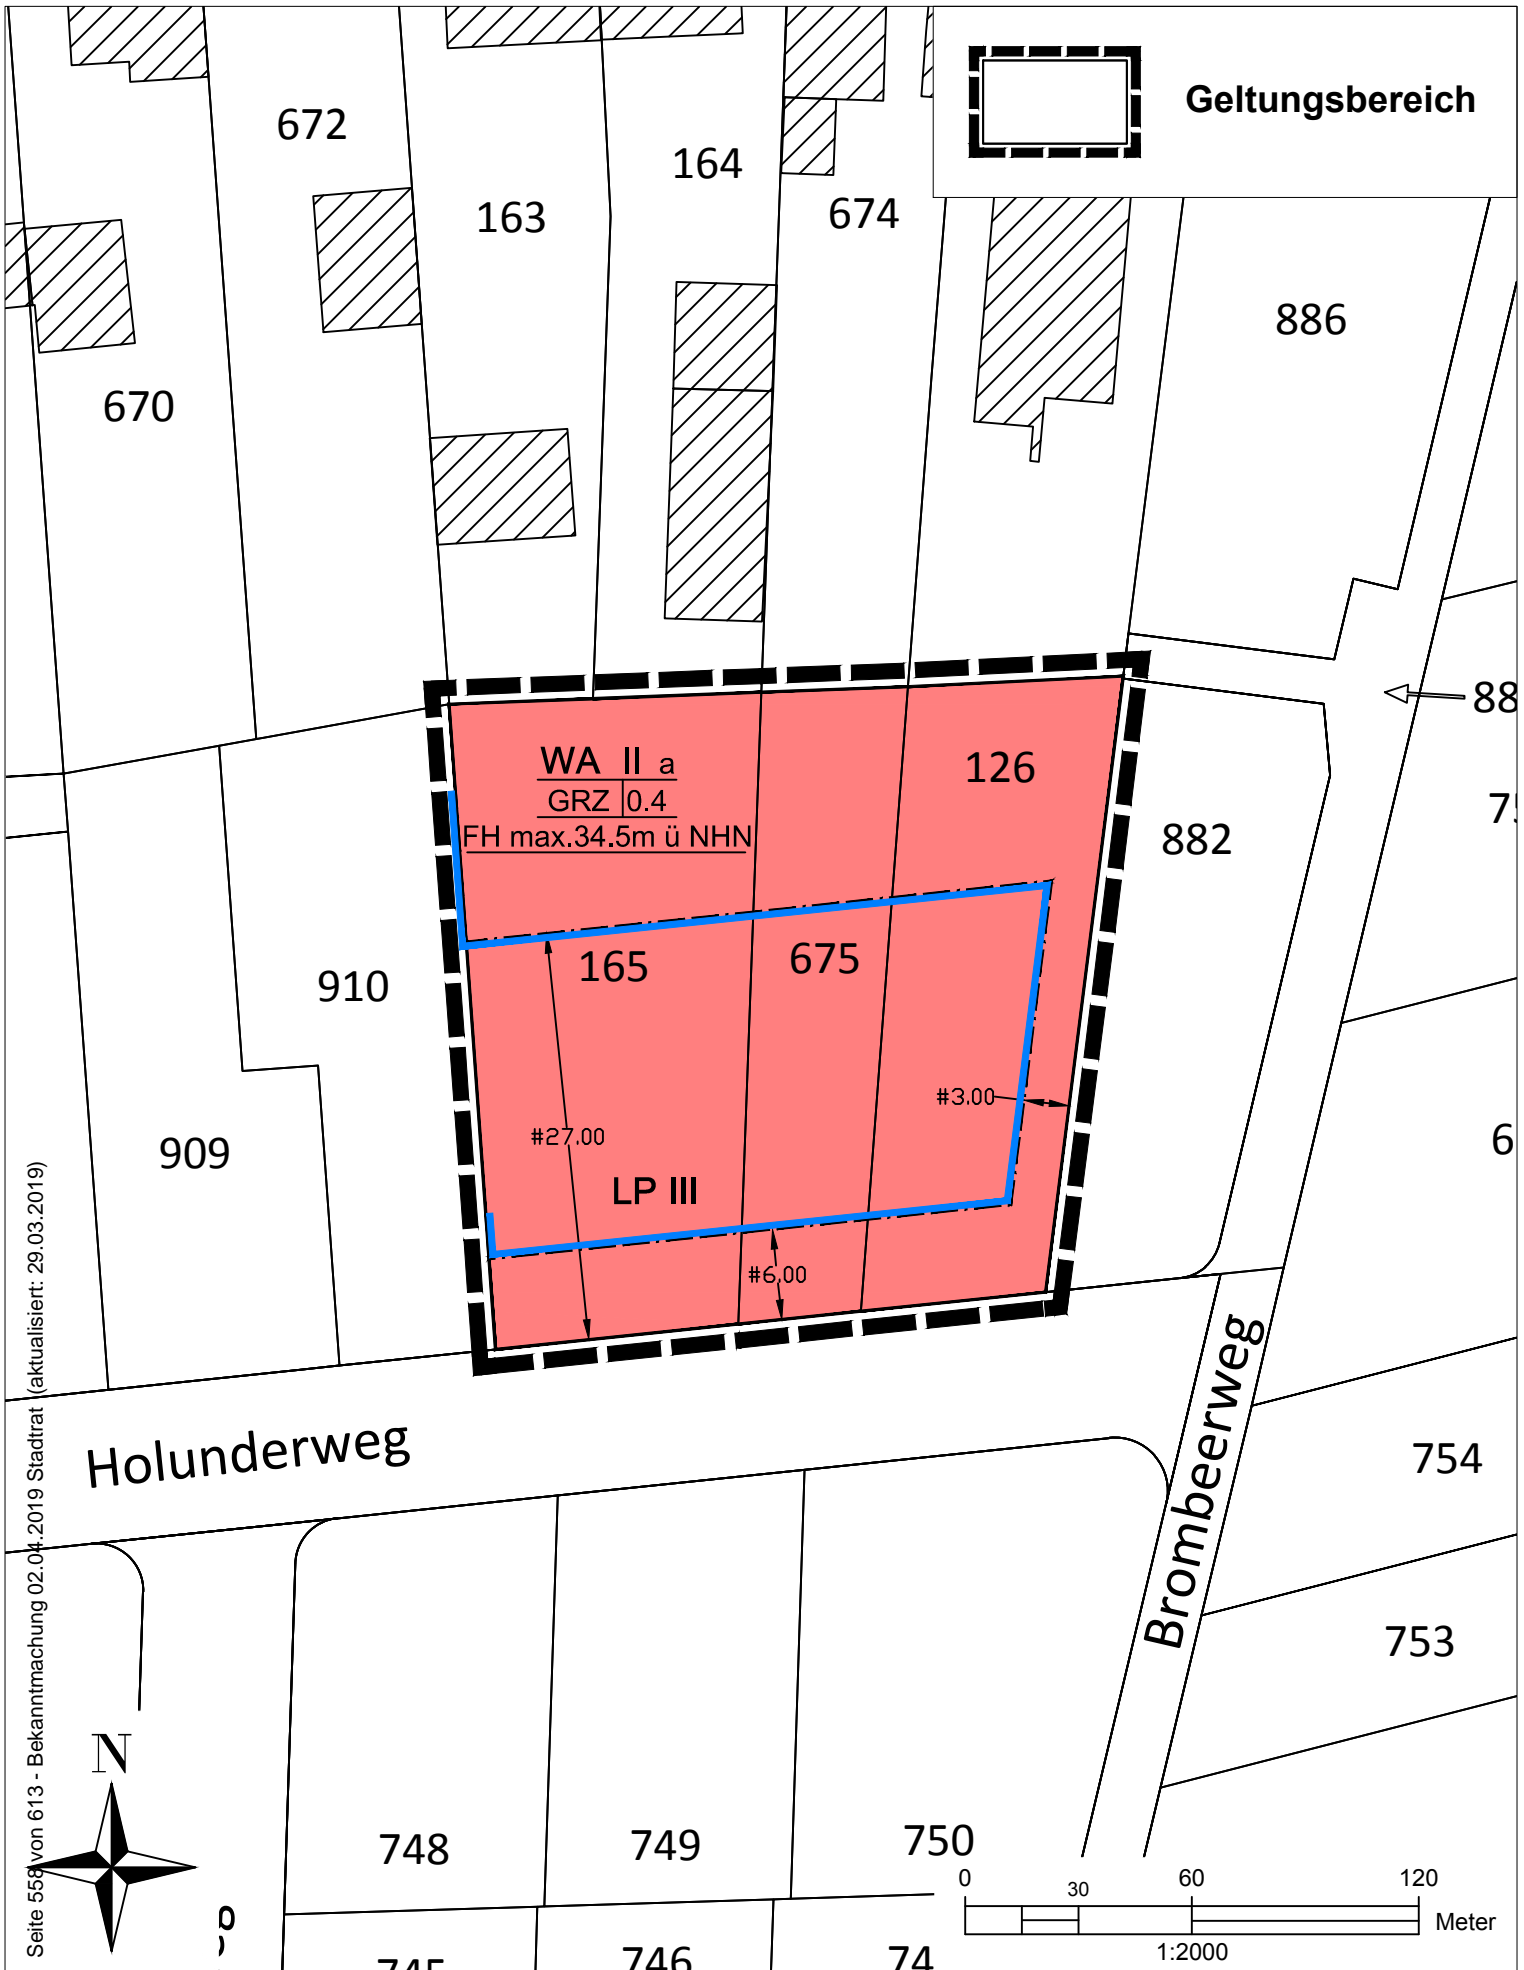 Geltungsbereich
672
164
163
674
886
670
88
126
WA II a
GRZ 0.4
FH max.34.5m ü NHN
882
165
675
910
#3.00
#27.00
909
LP III
#6.00
Holunderweg
Brombeerweg
754
753
N
748
749
750
746
0 30 60 120
Meter
1:2000
Seite 558 von 613 - Bekanntmachung 02.04.2019 Stadtrat (aktualisiert: 29.03.2019)